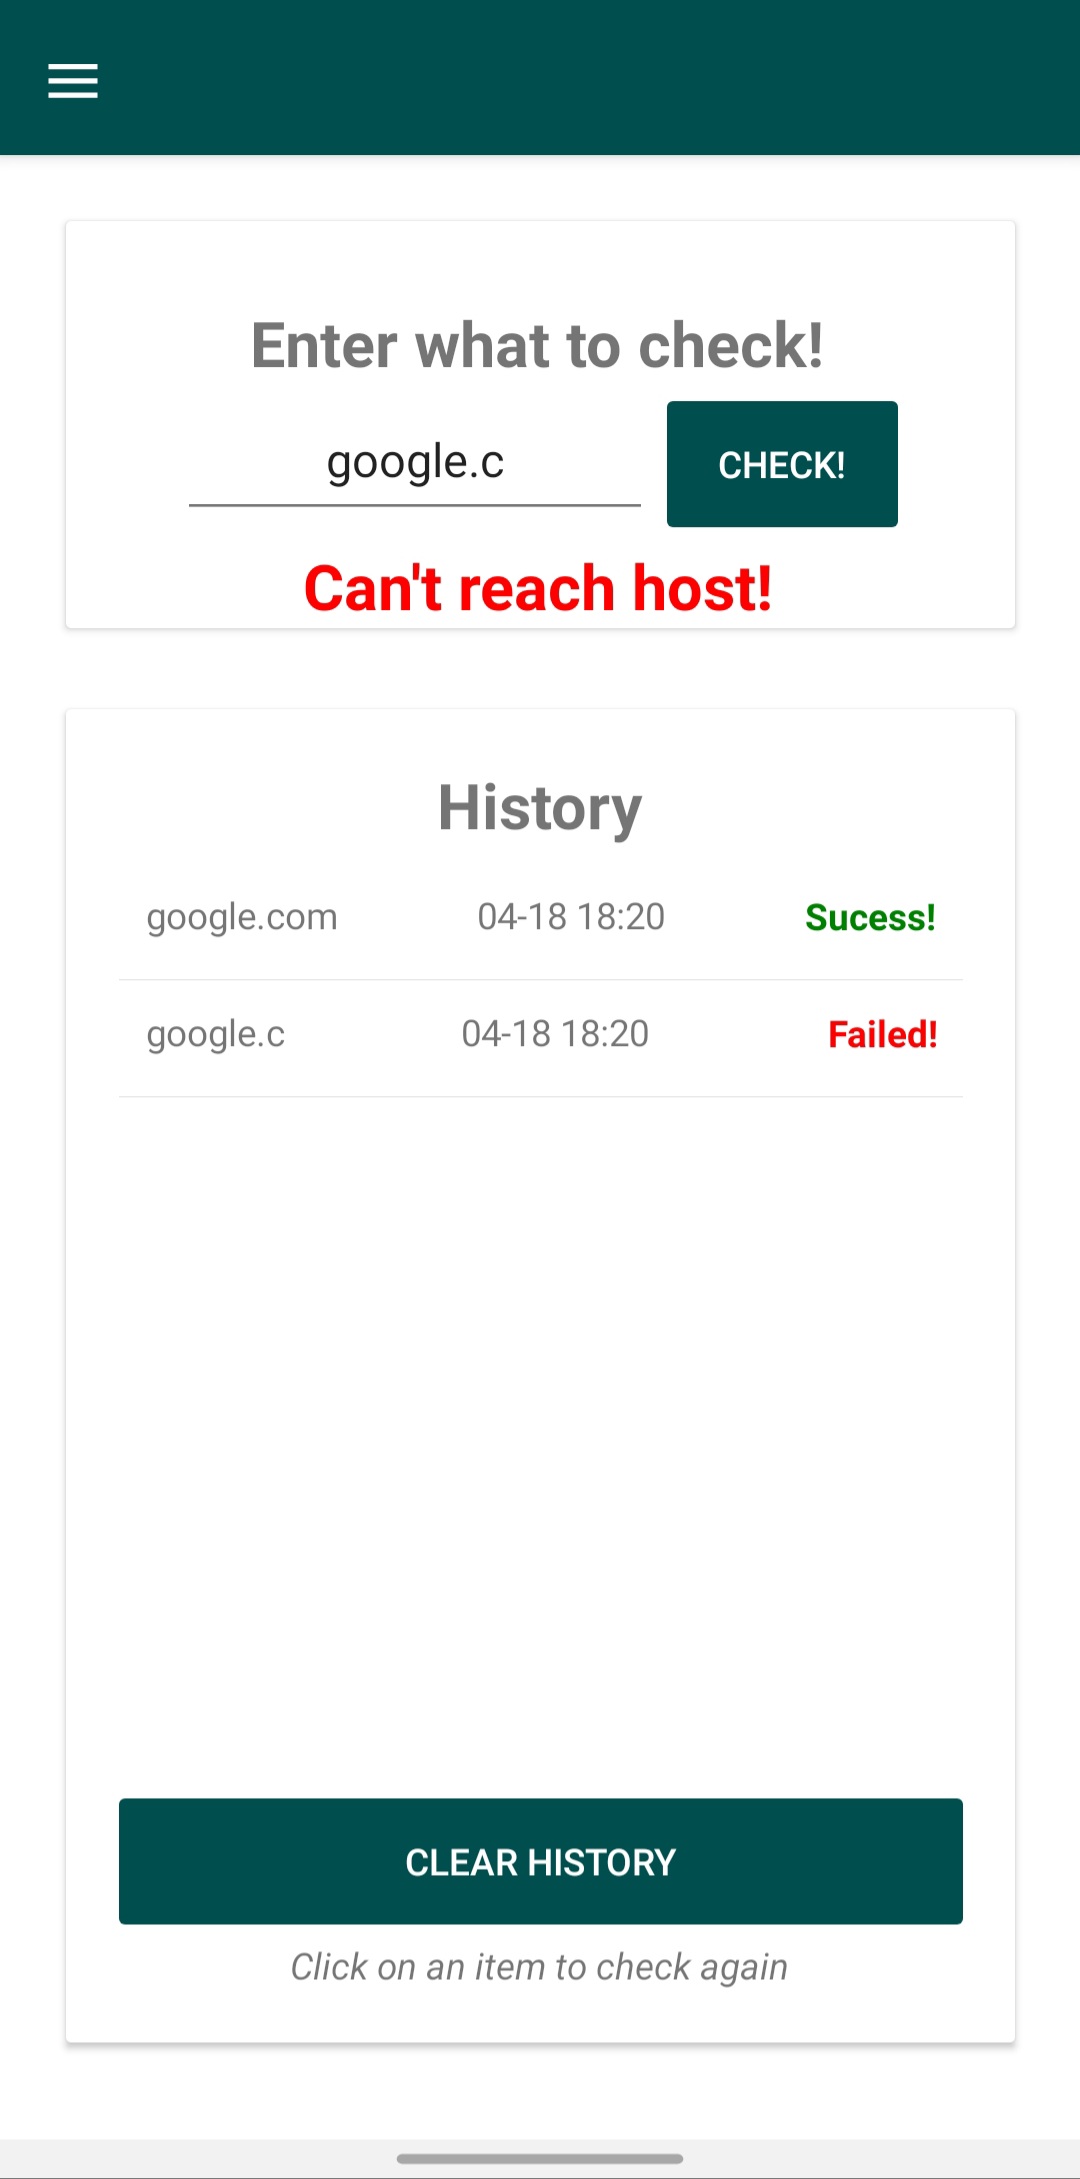 Enter what to check!
google.c CHECK!
Can't reach host!
History
google.com 04-18 18:20 Sucess!
google.c 04-18 18:20 Failed!
CLEAR HISTORY
Click on an item to check again